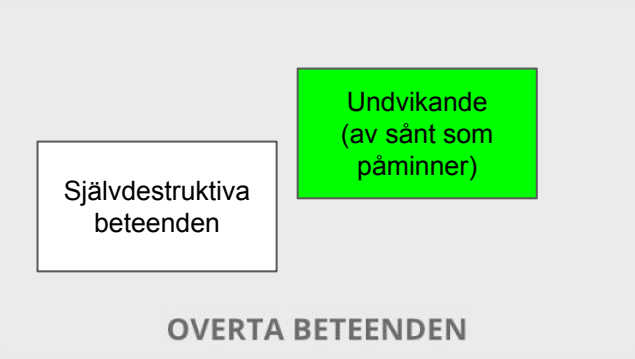 Undvikande
(av sånt som
påminner)
Självdestruktiva
beteenden
OVERTA BETEENDEN